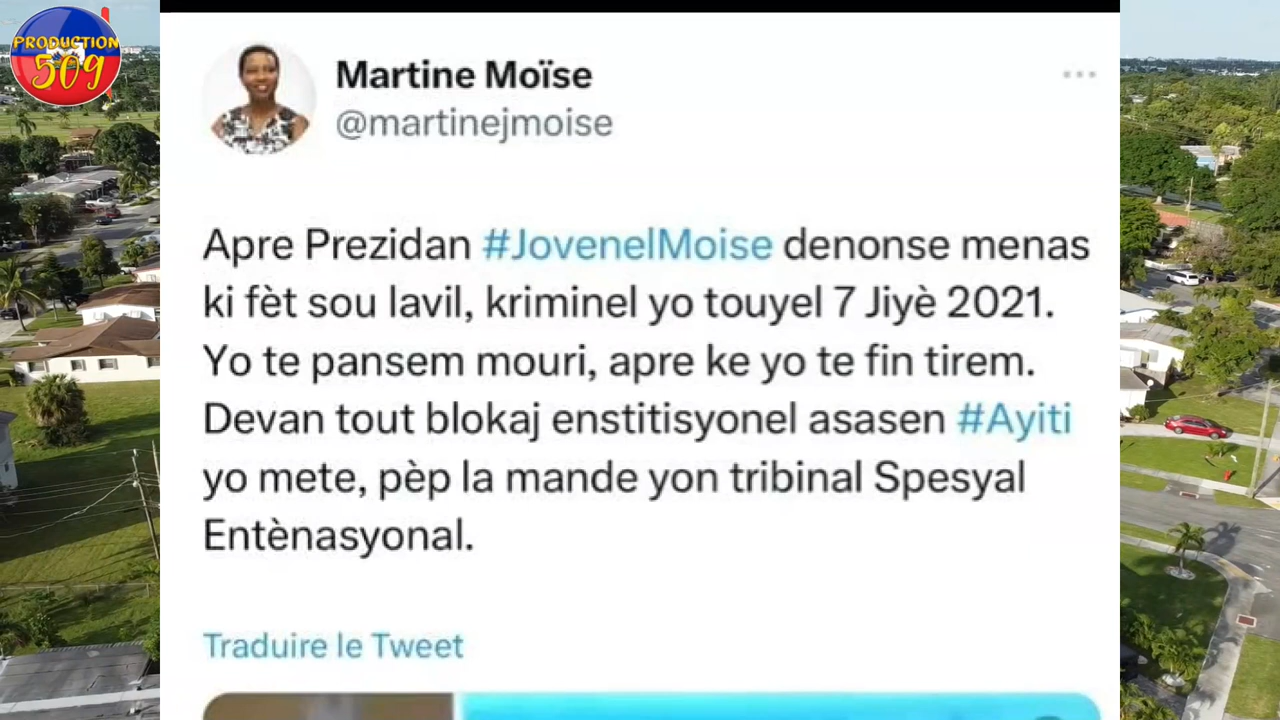 PRODUCTION
509
Martine Moïse
@martinejmoise
Apre Prezidan #JovenelMoise denonse menas
ki fèt sou lavil, kriminel yo touyel 7 Jiyè 2021.
Yo te pansem mouri, apre ke yo te fin tirem.
Devan tout blokaj enstitisyonel asasen #Ayiti
yo mete, pèp la mande yon tribinal Spesyal
Entènasyonal.
Traduire le Tweet